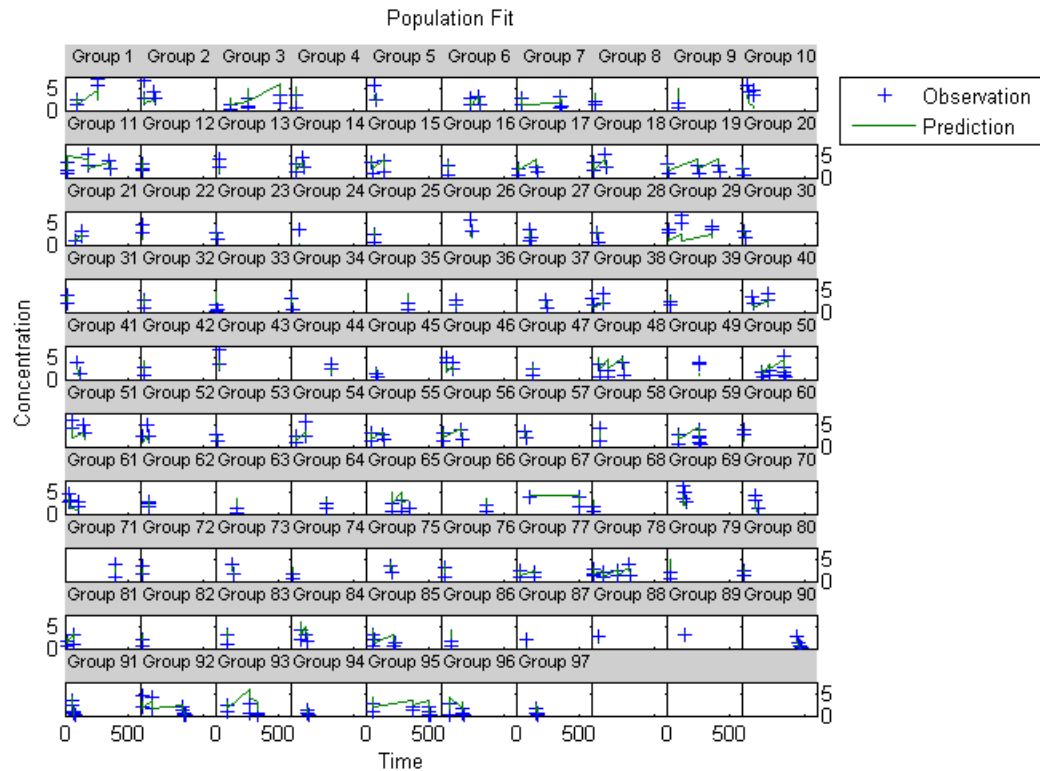 Population Fit
Group 1 Group 2 Group 3 Group 4 Group 5 Group 6 Group 7 Group 8 Group 9 Group 10
5
0
Group 11 Group 12 Group 13 Group 14 Group 15 Group 16 Group 17 Group 18 Group 19 Group 20
5
0
Group 21 Group 22 Group 23 Group 24 Group 25 Group 26 Group 27 Group 28 Group 29 Group 30
5
0
Group 31 Group 32 Group 33 Group 34 Group 35 Group 36 Group 37 Group 38 Group 39 Group 40
5
0
Group 41 Group 42 Group 43 Group 44 Group 45 Group 46 Group 47 Group 48 Group 49 Group 50
5
0
Group 51 Group 52 Group 53 Group 54 Group 55 Group 56 Group 57 Group 58 Group 59 Group 60
5
0
Group 61 Group 62 Group 63 Group 64 Group 65 Group 66 Group 67 Group 68 Group 69 Group 70
5
0
Group 71 Group 72 Group 73 Group 74 Group 75 Group 76 Group 77 Group 78 Group 79 Group 80
5
0
Group 81 Group 82 Group 83 Group 84 Group 85 Group 86 Group 87 Group 88 Group 89 Group 90
5
0
Group 91 Group 92 Group 93 Group 94 Group 95 Group 96 Group 97
5
0
0 500 0 500 0 500 0 500 0 500
Time
Concentration
Observation
Prediction